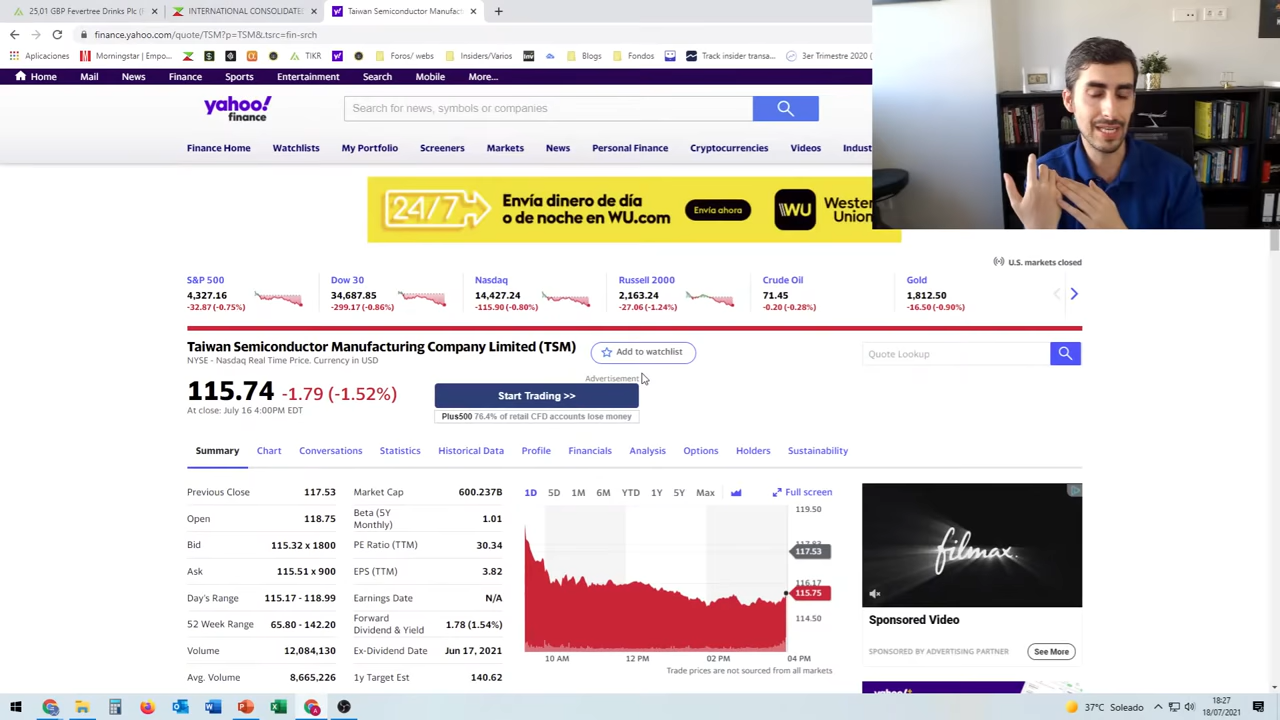 25,01 GBP Fevertree Drinks Plc (
INTERNATIONAL CONSOLIDATE
Taiwan Semiconductor Manufact
finance.yahoo.com/quote/TSM?p=TSM&.tsrc=fin-srch
Aplicaciones
Morningstar | Empo...
TIKR
Foros/ webs
Insiders/Varios
Blogs
Fondos
Track insider transa...
3er Trimestre 2020 (
Home
Mail
News
Finance
Sports
Entertainment
Search
Mobile
More...
yahoo!
finance
Search for news, symbols or companies
Finance Home
Watchlists
My Portfolio
Screeners
Markets
News
Personal Finance
Cryptocurrencies
Videos
Indust
24/7
Envía dinero de día
o de noche en WU.com
Envía ahora
WU
Weste
Union
U.S. markets closed
S&P 500
4,327.16
-32.87 (-0.75%)
Dow 30
34,687.85
-299.17 (-0.86%)
Nasdaq
14,427.24
-115.90 (-0.80%)
Russell 2000
2,163.24
-27.06 (-1.24%)
Crude Oil
71.45
-0.20 (-0.28%)
Gold
1,812.50
-16.50 (-0.90%)
Taiwan Semiconductor Manufacturing Company Limited (TSM)
NYSE - Nasdaq Real Time Price. Currency in USD
Add to watchlist
Quote Lookup
115.74 -1.79 (-1.52%)
At close: July 16 4:00PM EDT
Advertisement
Start Trading >>
Plus500 76.4% of retail CFD accounts lose money
Summary
Chart
Conversations
Statistics
Historical Data
Profile
Financials
Analysis
Options
Holders
Sustainability
Previous Close 117.53
Open 118.75
Bid 115.32 x 1800
Ask 115.51 x 900
Day's Range 115.17 - 118.99
52 Week Range 65.80 - 142.20
Volume 12,084,130
Avg. Volume 8,665,226
Market Cap 600.237B
Beta (5Y
Monthly) 1.01
PE Ratio (TTM) 30.34
EPS (TTM) 3.82
Earnings Date N/A
Forward
Dividend & Yield 1.78 (1.54%)
Ex-Dividend Date Jun 17, 2021
1y Target Est 140.62
1D 5D 1M 6M YTD 1Y 5Y Max
Full screen
119.50
117.83
117.53
116.17
115.75
114.50
10 AM
12 PM
02 PM
04 PM
Trade prices are not sourced from all markets
filmax.
Sponsored Video
SPONSORED BY ADVERTISING PARTNER
See More
yahoo!
37°C Soleado
18:27
18/07/2021